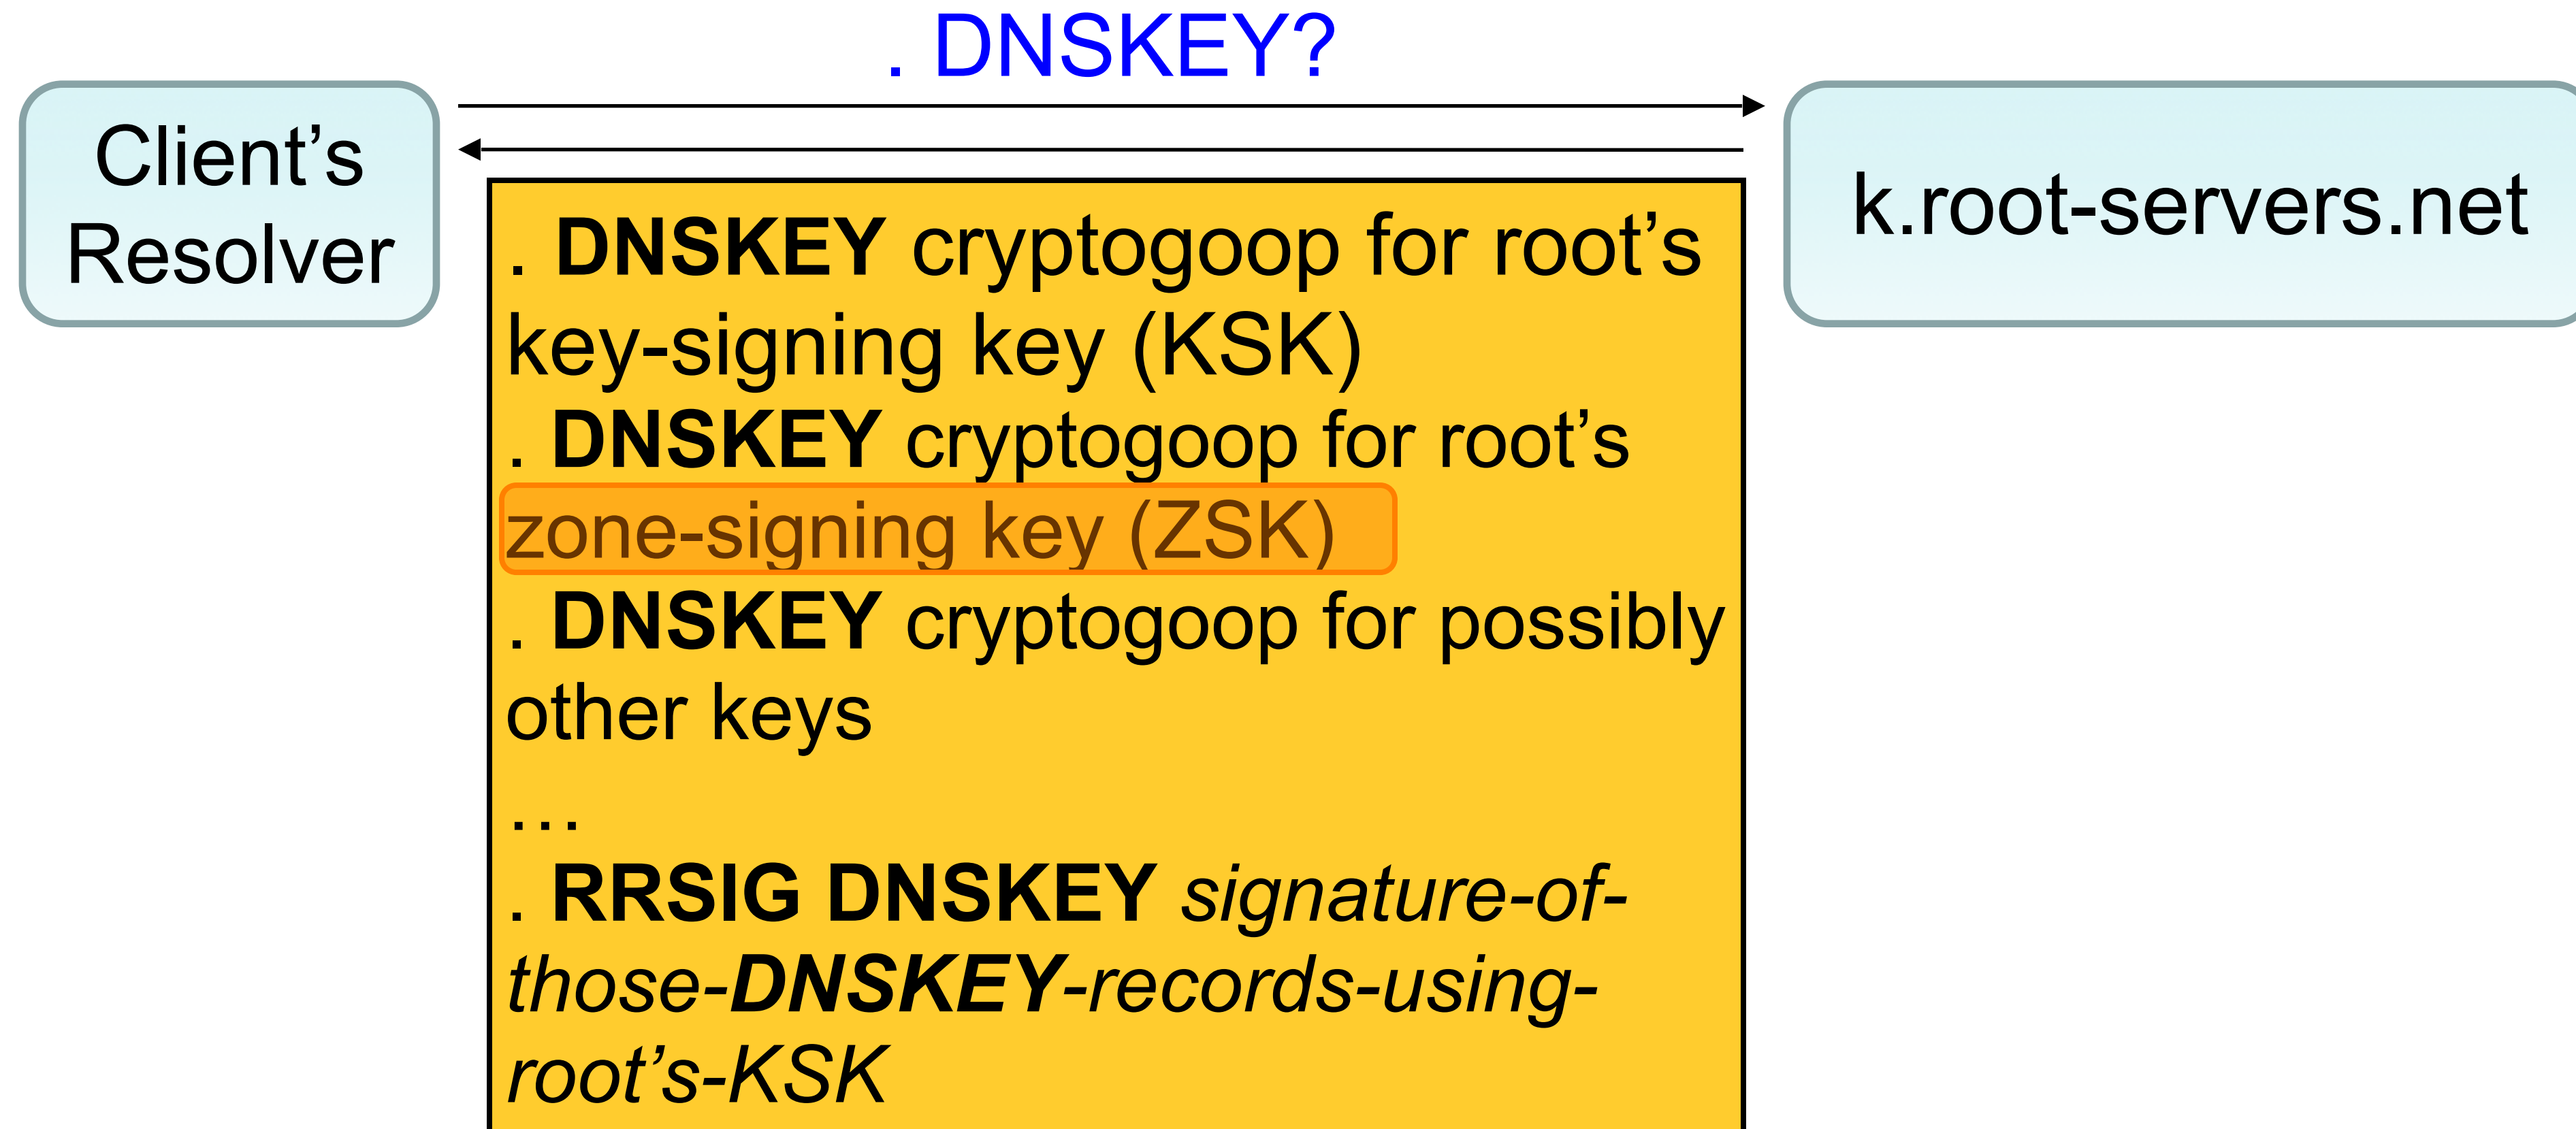 . DNSKEY?
Client’s
Resolver
k.root-servers.net
. DNSKEY cryptogoop for root’s
key-signing key (KSK)
. DNSKEY cryptogoop for root’s
zone-signing key (ZSK)
. DNSKEY cryptogoop for possibly
other keys
…
. RRSIG DNSKEY signature-of-
those-DNSKEY-records-using-
root’s-KSK